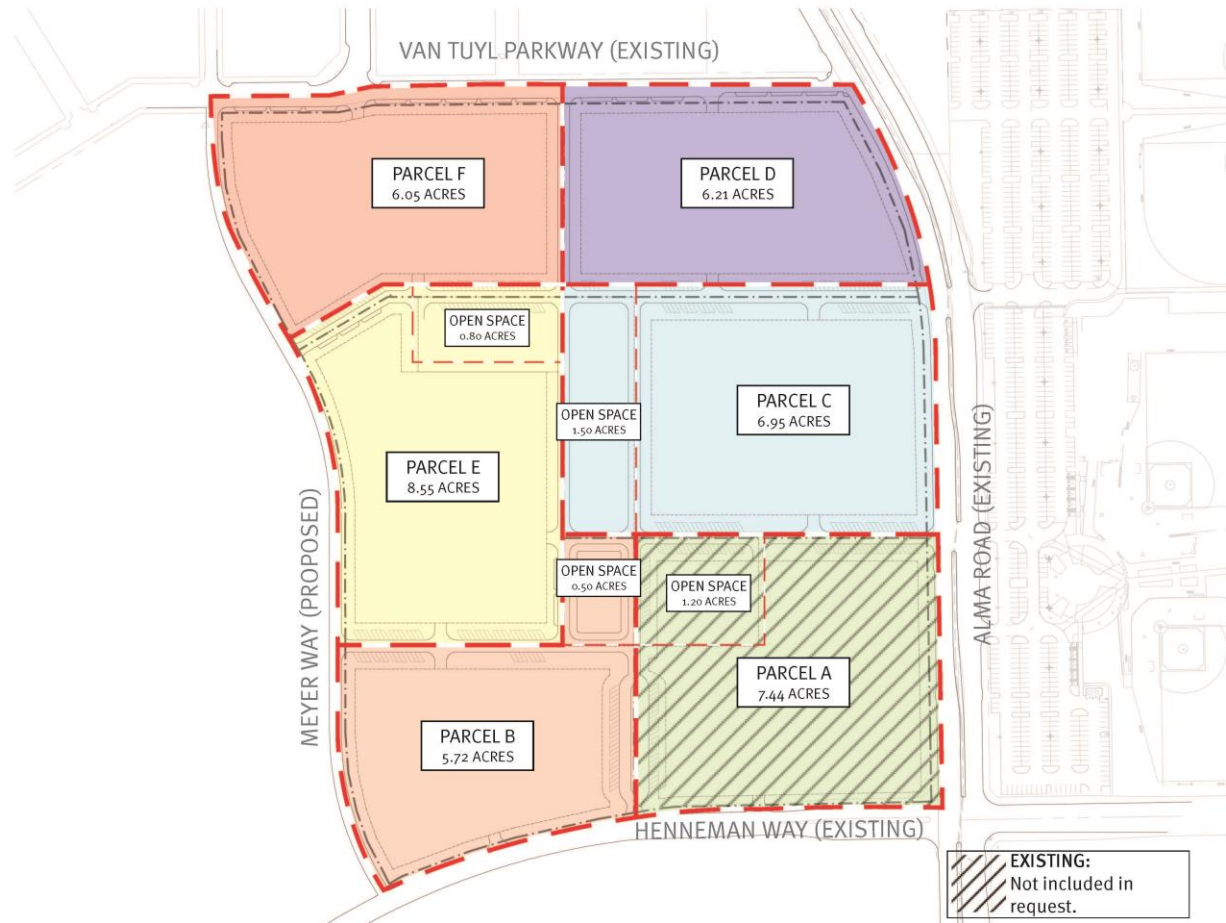 VAN TUYL PARKWAY (EXISTING)
PARCEL F
6.05 ACRES
PARCEL D
6.21 ACRES
OPEN SPACE
0.80 ACRES
OPEN SPACE
1.50 ACRES
PARCEL C
6.95 ACRES
PARCEL E
8.55 ACRES
OPEN SPACE
0.50 ACRES
OPEN SPACE
1.20 ACRES
PARCEL A
7.44 ACRES
PARCEL B
5.72 ACRES
MEYER WAY (PROPOSED)
ALMA ROAD (EXISTING)
HENNEMAN WAY (EXISTING)
EXISTING:
Not included in
request.